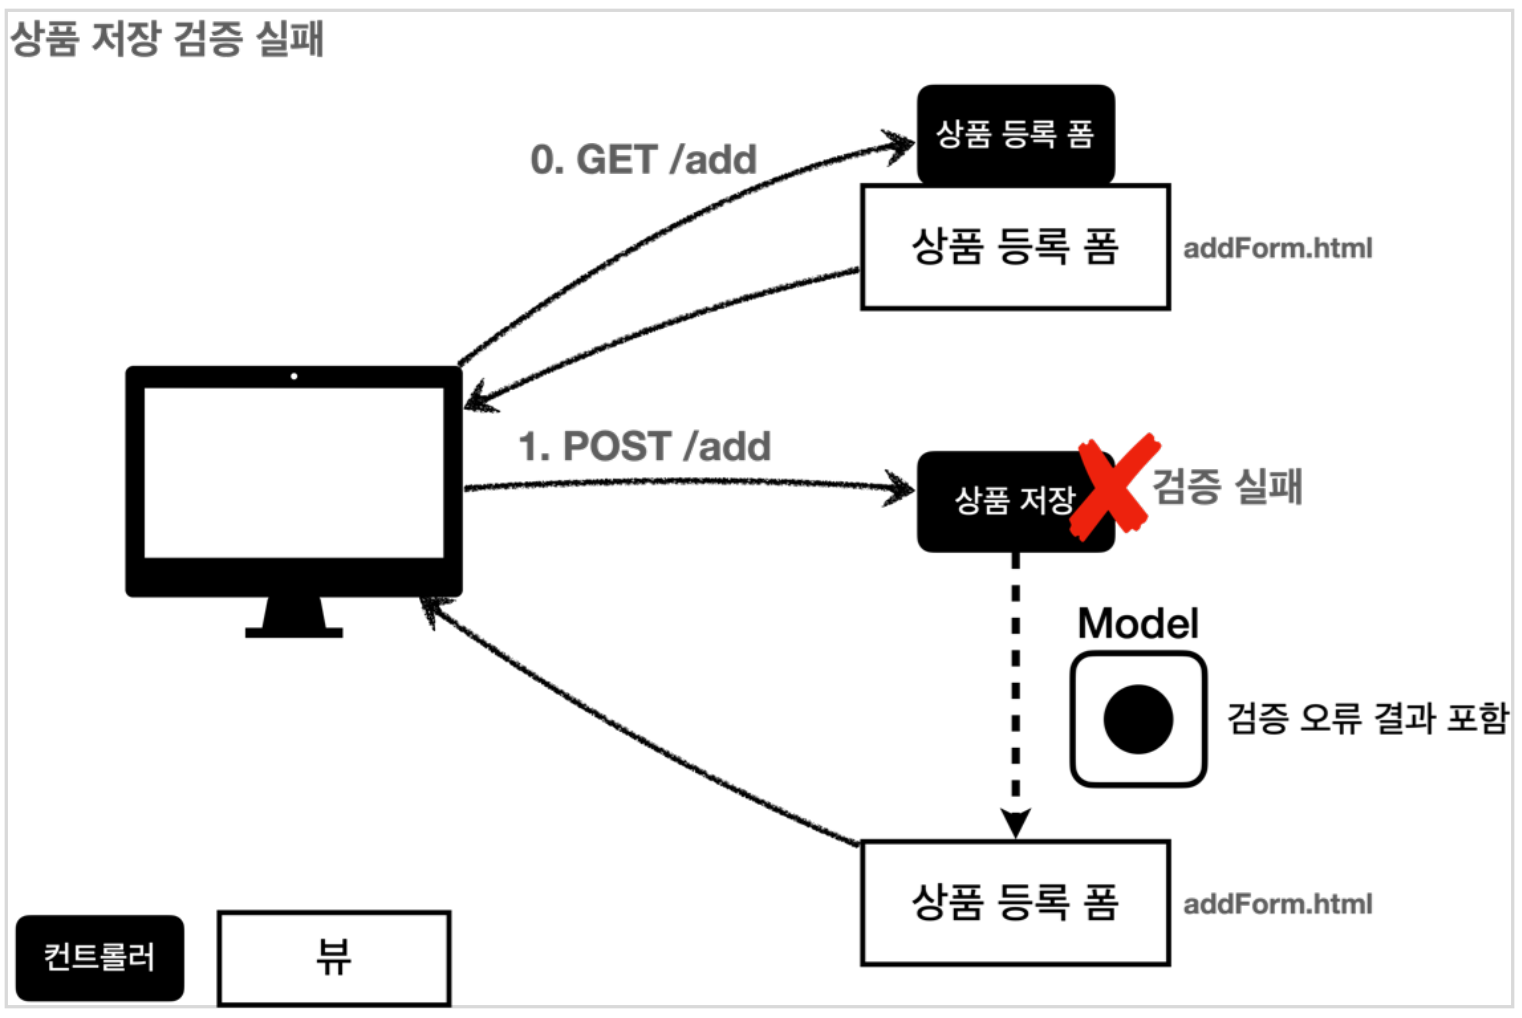 상품 저장 검증 실패
0. GET /add
상품 등록 폼
상품 등록 폼
addForm.html
1. POST /add
상품 저장
검증 실패
Model
검증 오류 결과 포함
상품 등록 폼
addForm.html
컨트롤러
뷰